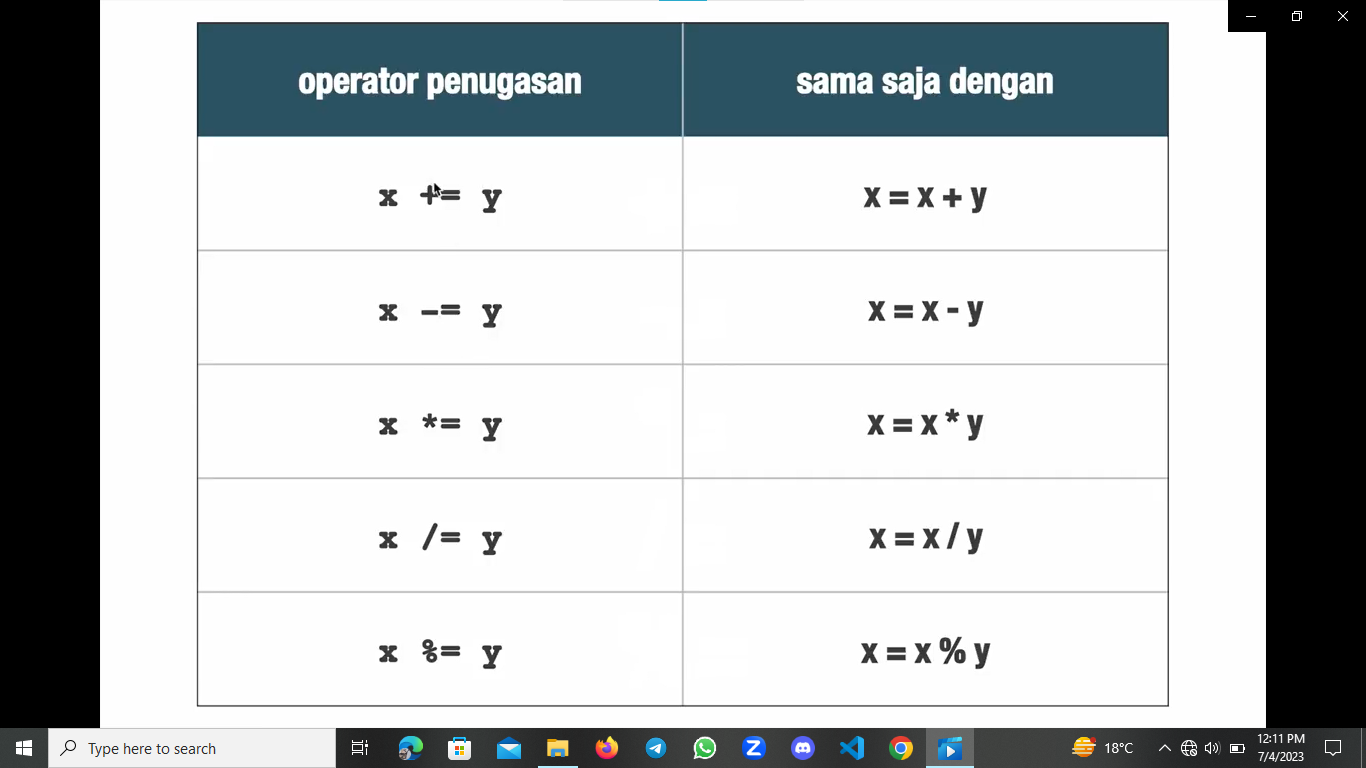 operator penugasan sama saja dengan
x += y x = x + y
x -= y x = x - y
x *= y x = x * y
x /= y x = x / y
x %= y x = x % y
Type here to search
18°C
12:11 PM
7/4/2023